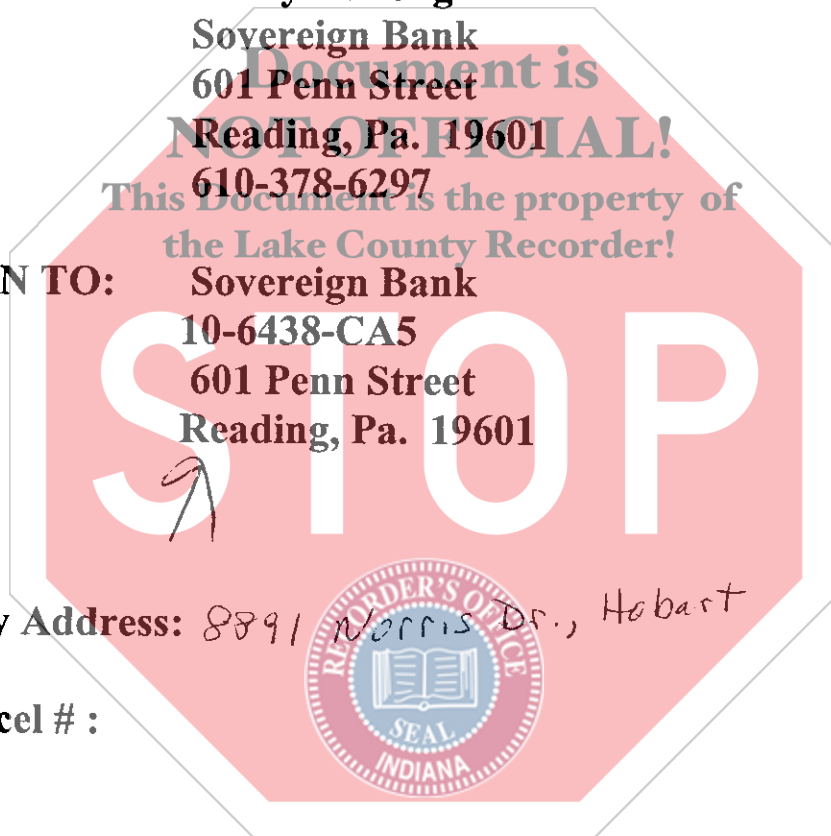 Sovereign Bank
601 Penn Street
Reading, Pa. 19601
610-378-6297
Document is
NOT OFFICIAL!
This Document is the property of
the Lake County Recorder!
N TO: Sovereign Bank
10-6438-CA5
601 Penn Street
Reading, Pa. 19601
STOP
y Address: 8891 Norris Dr., Hobart
cel # :
RECORDER'S OFFICE
SEAL
INDIANA